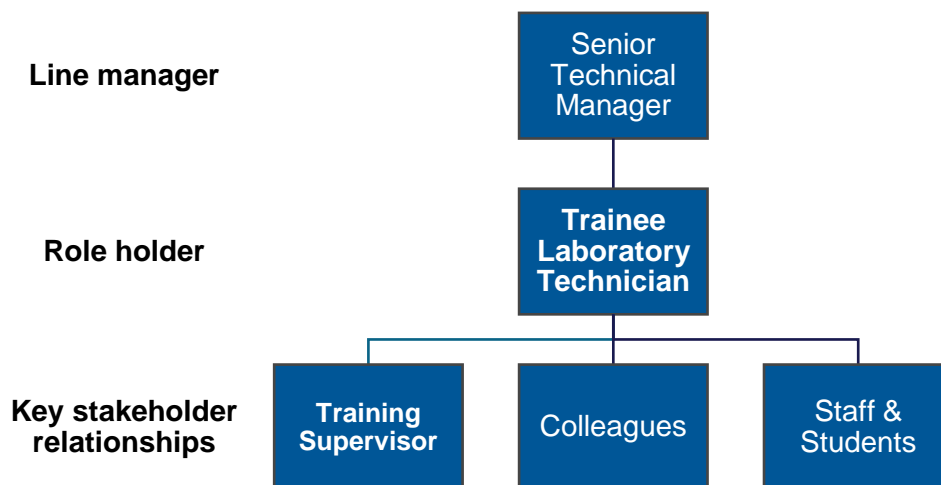 Line manager
Senior
Technical
Manager
Role holder
Trainee
Laboratory
Technician
Key stakeholder
relationships
Training
Supervisor
Colleagues
Staff &
Students